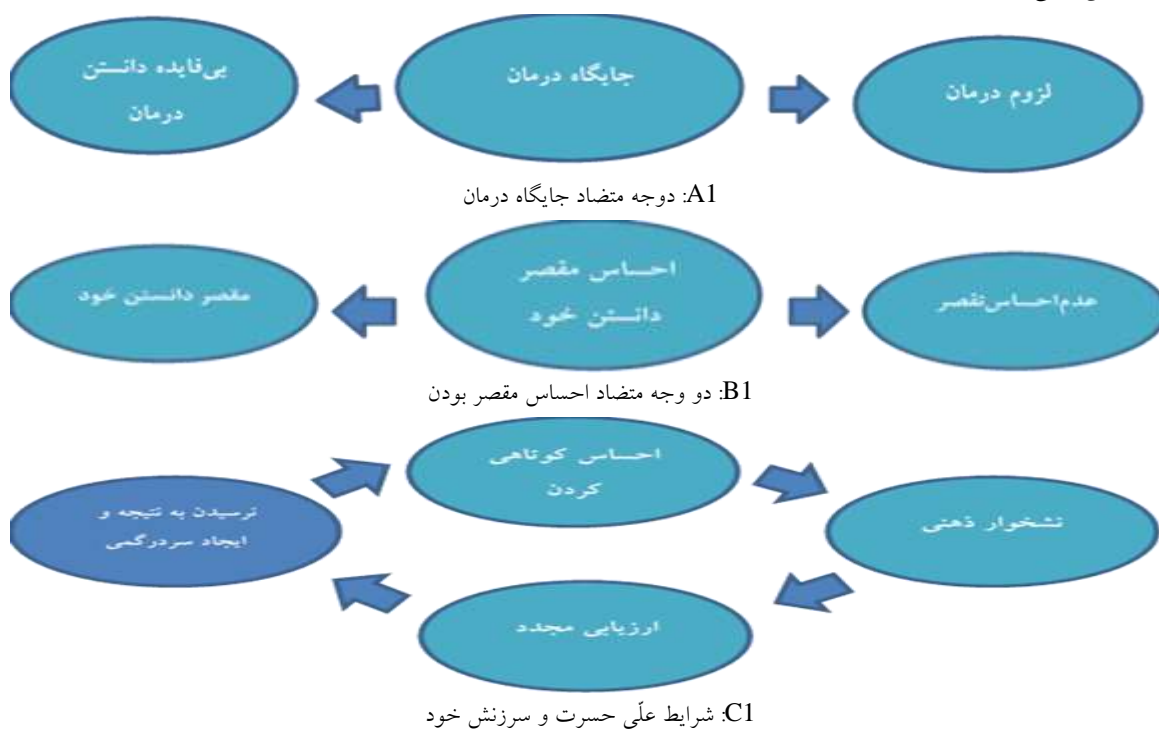 لزوم درمان
جایگاه درمان
بی‌فایده دانستن
درمان
A1: دوجه متضاد جایگاه درمان
عدم‌احساس‌تقصر
احساس مقصر
دانستن خود
مقصر دانستن خود
B1: دو وجه متضاد احساس مقصر بودن
احساس کوتاهی
کردن
نشخوار ذهنی
ارزیابی مجدد
نرسیدن به نتیجه و
ایجاد سردرگمی
C1: شرایط علّی حسرت و سرزنش خود